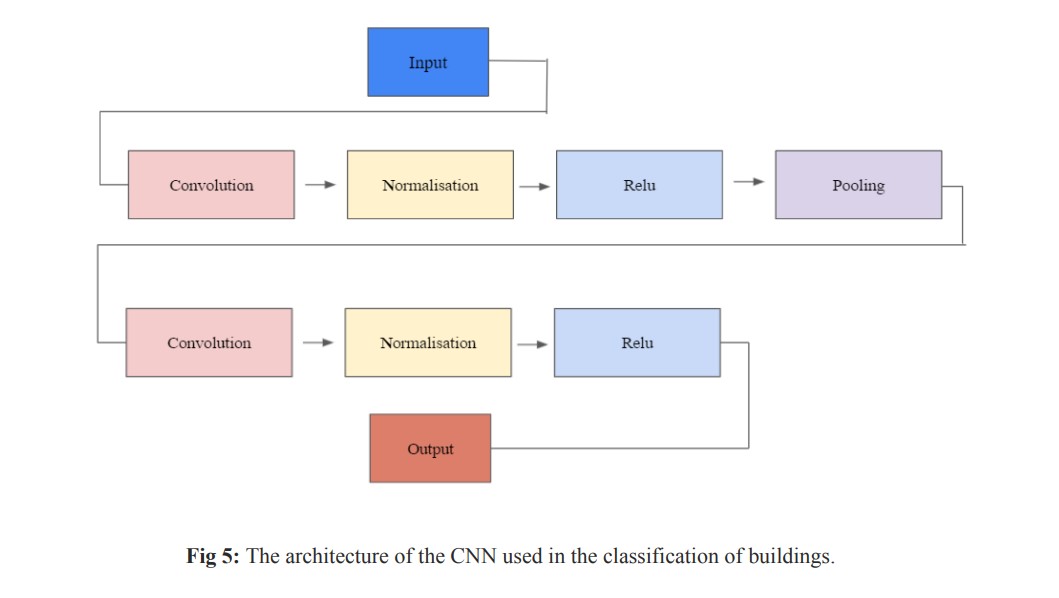 Input
Convolution
Normalisation
Relu
Pooling
Convolution
Normalisation
Relu
Output
Fig 5: The architecture of the CNN used in the classification of buildings.